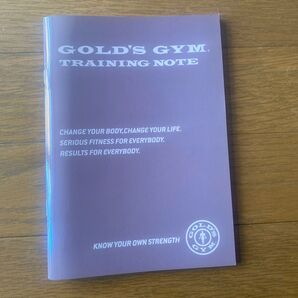 GOLD'S GYM.
TRAINING NOTE
CHANGE YOUR BODY.CHANGE YOUR LIFE.
SERIOUS FITNESS FOR EVERYBODY.
RESULTS FOR EVERYBODY.
KNOW YOUR OWN STRENGTH
GOLD'S
GYM